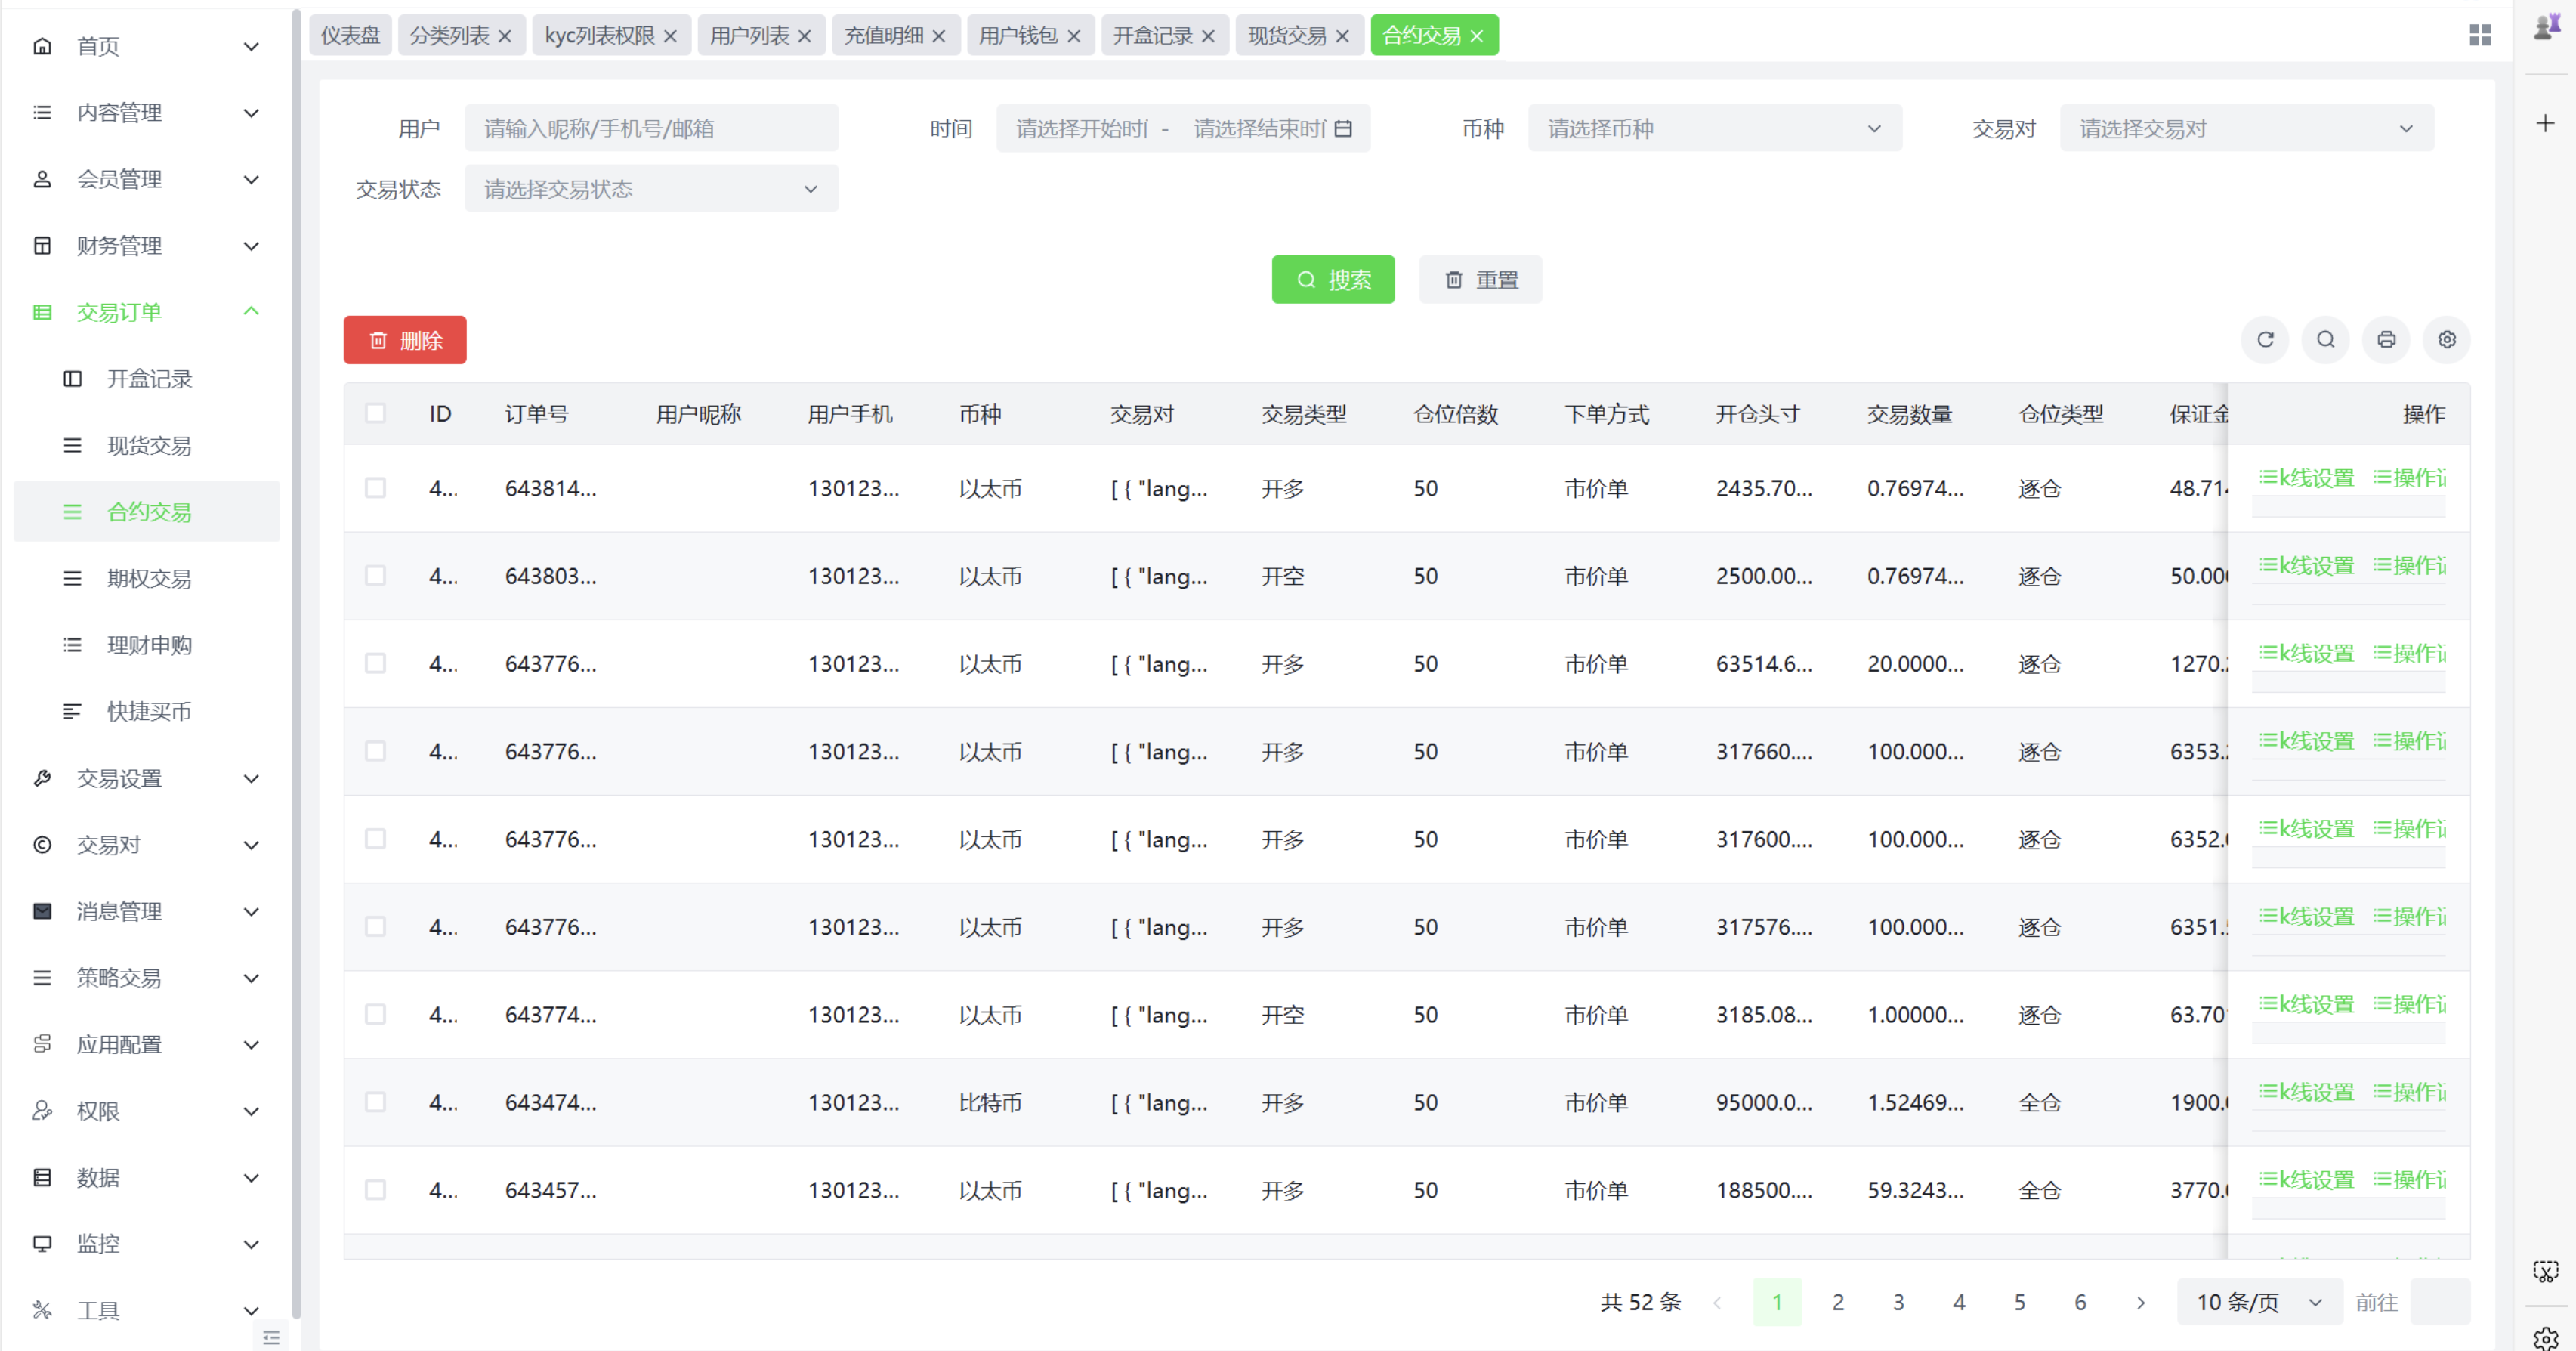 首页
内容管理
会员管理
财务管理
交易订单
开盒记录
现货交易
合约交易
期权交易
理财申购
快捷买币
交易设置
交易对
消息管理
策略交易
应用配置
权限
数据
监控
工具
仪表盘 分类列表 kyc列表权限 用户列表 充值明细 用户钱包 开盒记录 现货交易 合约交易
用户 请输入昵称/手机号/邮箱 时间 请选择开始时 - 请选择结束时 币种 请选择币种 交易对 请选择交易对
交易状态 请选择交易状态
搜索 重置
删除
ID 订单号 用户昵称 用户手机 币种 交易对 交易类型 仓位倍数 下单方式 开仓头寸 交易数量 仓位类型 保证金 操作
4... 643814... 130123... 以太币 [ { "lang... 开多 50 市价单 2435.70... 0.76974... 逐仓 48.71 k线设置 操作
4... 643803... 130123... 以太币 [ { "lang... 开空 50 市价单 2500.00... 0.76974... 逐仓 50.00 k线设置 操作
4... 643776... 130123... 以太币 [ { "lang... 开多 50 市价单 63514.6... 20.0000... 逐仓 1270. k线设置 操作
4... 643776... 130123... 以太币 [ { "lang... 开多 50 市价单 317660.... 100.000... 逐仓 6353. k线设置 操作
4... 643776... 130123... 以太币 [ { "lang... 开多 50 市价单 317600.... 100.000... 逐仓 6352. k线设置 操作
4... 643776... 130123... 以太币 [ { "lang... 开多 50 市价单 317576.... 100.000... 逐仓 6351. k线设置 操作
4... 643774... 130123... 以太币 [ { "lang... 开空 50 市价单 3185.08... 1.00000... 逐仓 63.70 k线设置 操作
4... 643474... 130123... 比特币 [ { "lang... 开多 50 市价单 95000.0... 1.52469... 全仓 1900. k线设置 操作
4... 643457... 130123... 以太币 [ { "lang... 开多 50 市价单 188500.... 59.3243... 全仓 3770. k线设置 操作
共 52 条 1 2 3 4 5 6 10 条/页 前往